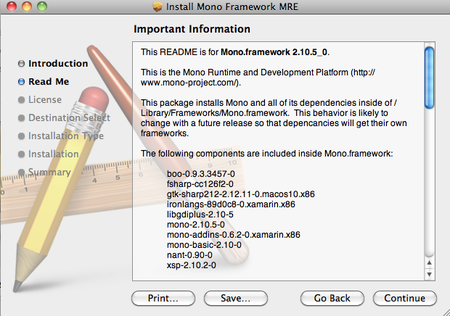 Install Mono Framework MRE
Important Information
Introduction
Read Me
License
Destination Select
Installation Type
Installation
Summary
This README is for Mono.framework 2.10.5_0.
This is the Mono Runtime and Development Platform (http://
www.mono-project.com/).
This package installs Mono and all of its dependencies inside of /
Library/Frameworks/Mono.framework. This behavior is likely to
change with a future release so that depencancies will get their own
frameworks.
The following components are included inside Mono.framework:
boo-0.9.3.3457-0
fsharp-cc126f2-0
gtk-sharp212-2.12.11-0.macos10.x86
ironlangs-89d0c8-0.xamarin.x86
libgdiplus-2.10-5
mono-2.10.5-0
mono-addins-0.6.2-0.xamarin.x86
mono-basic-2.10-0
nant-0.90-0
xsp-2.10.2-0
Print...
Save...
Go Back
Continue